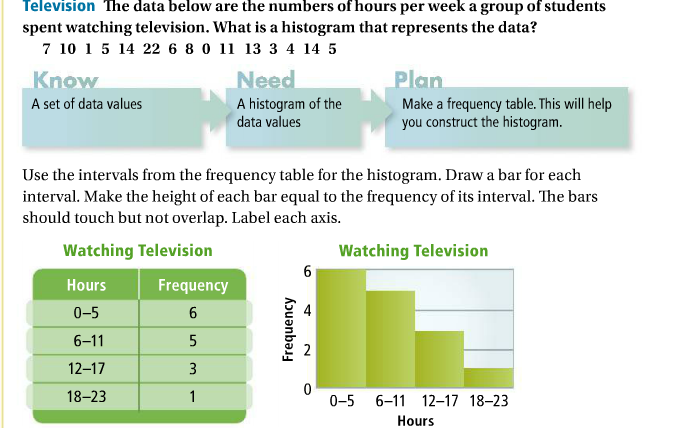 Television The data below are the numbers of hours per week a group of students
spent watching television. What is a histogram that represents the data?
7 10 1 5 14 22 6 8 0 11 13 3 4 14 5
Know
Need
Plan
A set of data values
A histogram of the
data values
Make a frequency table. This will help
you construct the histogram.
Use the intervals from the frequency table for the histogram. Draw a bar for each
interval. Make the height of each bar equal to the frequency of its interval. The bars
should touch but not overlap. Label each axis.
Watching Television
Hours Frequency
0–5 6
6–11 5
12–17 3
18–23 1
Watching Television
Frequency
6
4
2
0
0–5 6–11 12–17 18–23
Hours